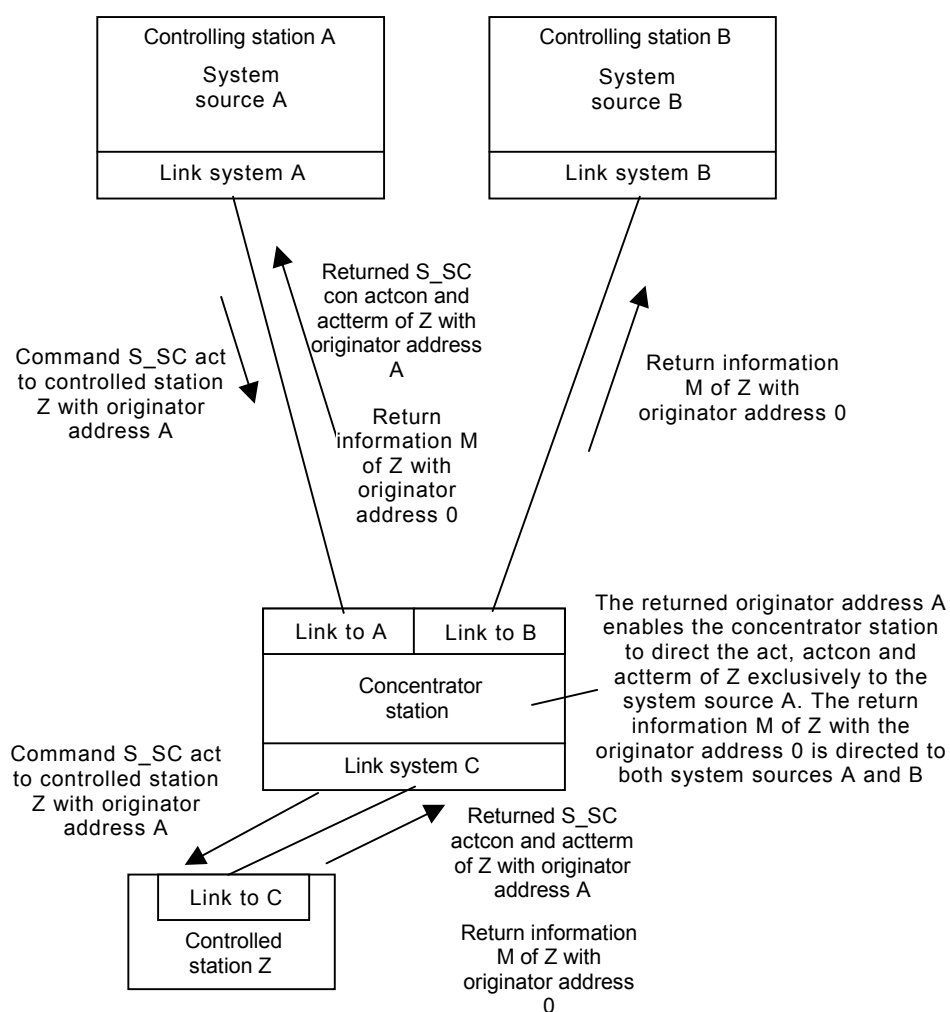 Controlling station A
System
source A
Link system A
Controlling station B
System
source B
Link system B
Command S_SC act
to controlled station
Z with originator
address A
Returned S_SC
con actcon and
actterm of Z with
originator address
A
Return
information M
of Z with
originator
address 0
Return information
M of Z with
originator address 0
Link to A
Link to B
Concentrator
station
Link system C
The returned originator address A
enables the concentrator station
to direct the act, actcon and
actterm of Z exclusively to the
system source A. The return
information M of Z with the
originator address 0 is directed to
both system sources A and B
Command S_SC act
to controlled station
Z with originator
address A
Returned S_SC
actcon and actterm
of Z with originator
address A
Return information
M of Z with
originator address
0
Link to C
Controlled
station Z